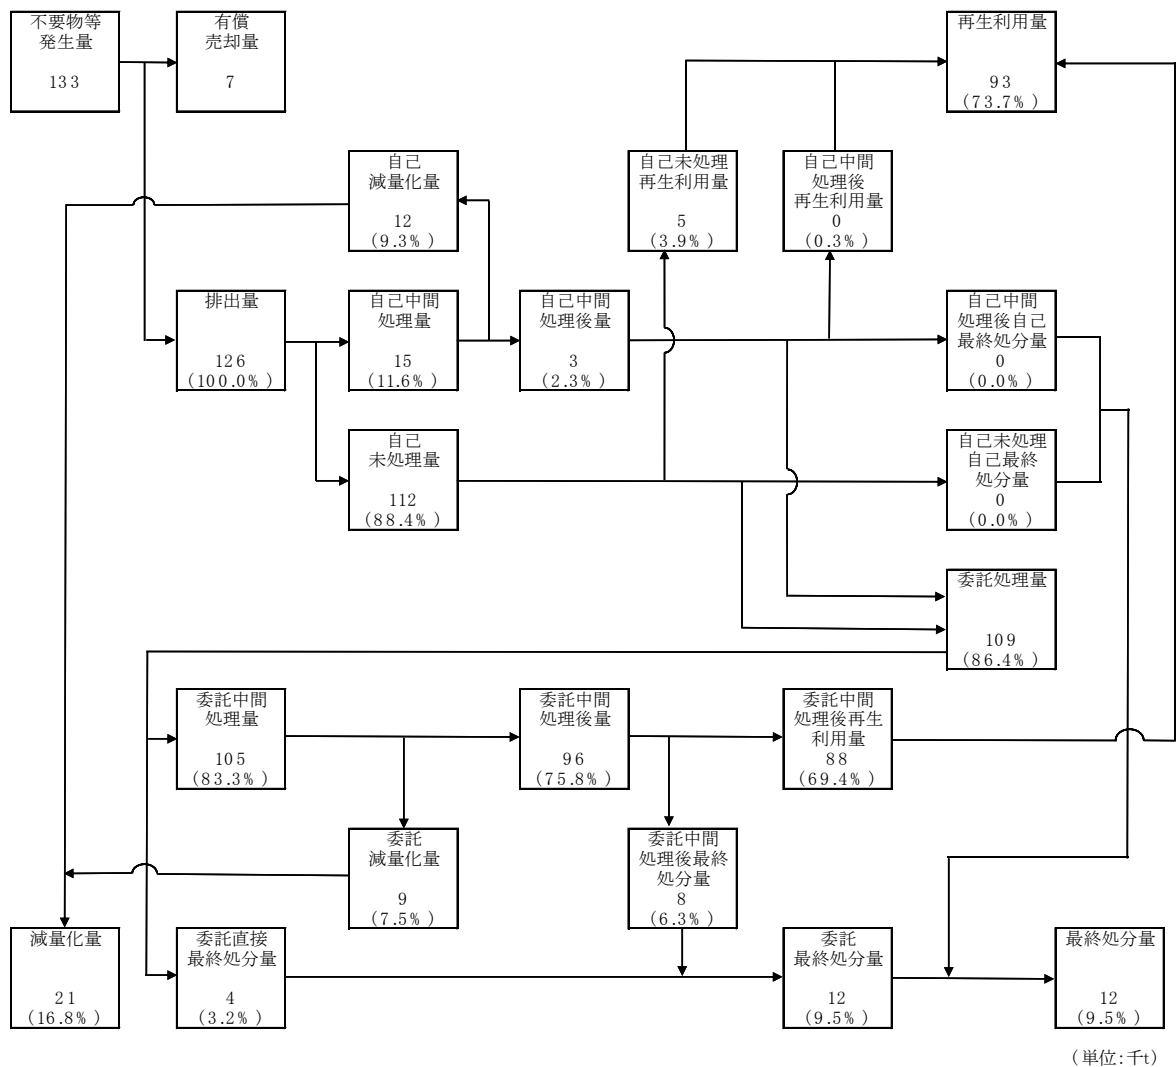 不要物等
発生量
133
有償
売却量
7
再生利用量
93
(73.7%)
自己
減量化量
12
(9.3%)
自己未処理
再生利用量
5
(3.9%)
自己中間
処理後
再生利用量
0
(0.3%)
排出量
126
(100.0%)
自己中間
処理量
15
(11.6%)
自己中間
処理後量
3
(2.3%)
自己中間
処理後自己
最終処分量
0
(0.0%)
自己
未処理量
112
(88.4%)
自己未処理
自己最終
処分量
0
(0.0%)
委託処理量
109
(86.4%)
委託中間
処理量
105
(83.3%)
委託中間
処理後量
96
(75.8%)
委託中間
処理後再生
利用量
88
(69.4%)
委託
減量化量
9
(7.5%)
委託中間
処理後最終
処分量
8
(6.3%)
減量化量
21
(16.8%)
委託直接
最終処分量
4
(3.2%)
委託
最終処分量
12
(9.5%)
最終処分量
12
(9.5%)
(単位:千t)